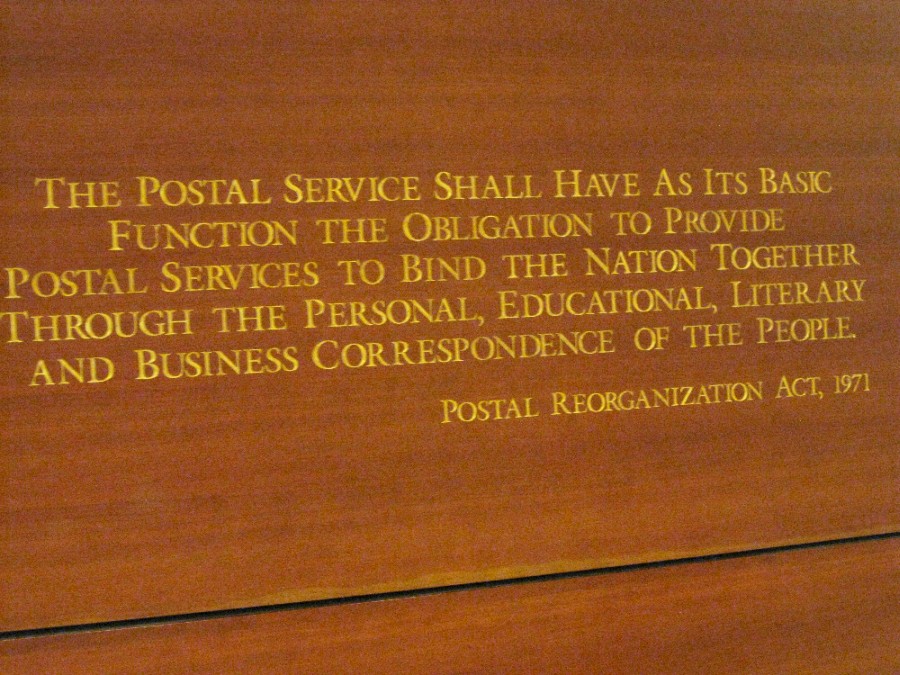 The Postal Service Shall Have As Its Basic
Function the Obligation to Provide
Postal Services to Bind the Nation Together
Through the Personal, Educational, Literary
and Business Correspondence of the People.
Postal Reorganization Act, 1971